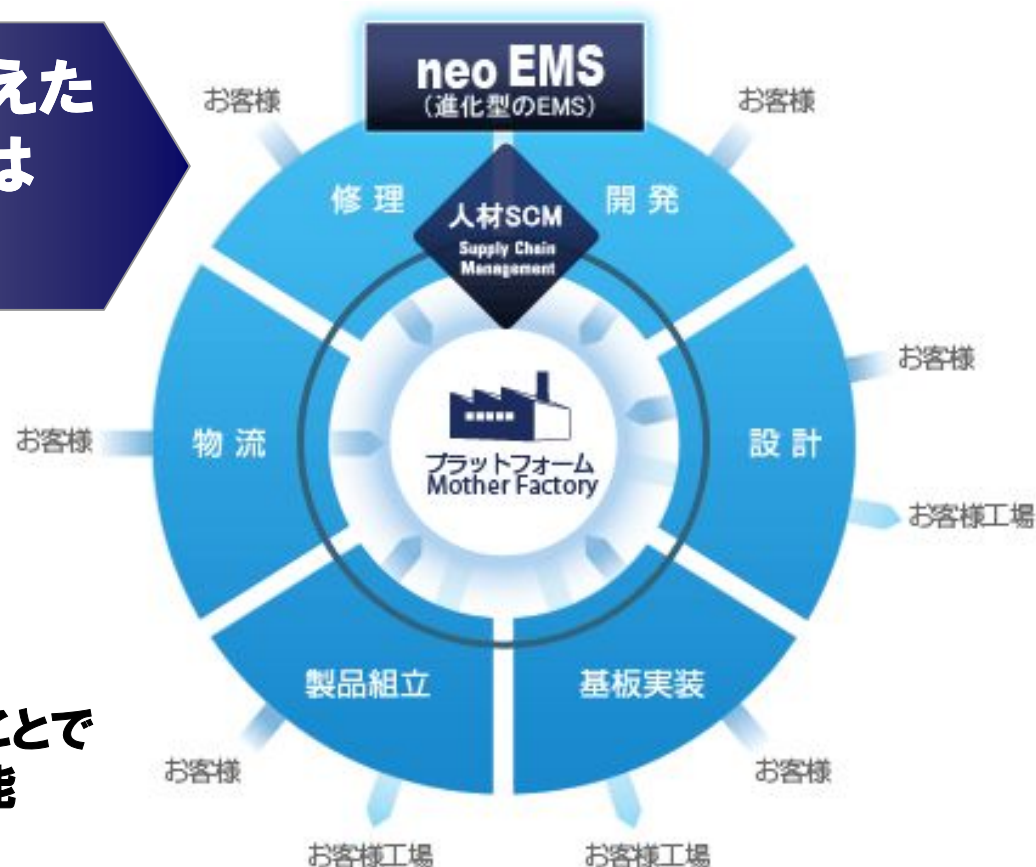 えた
は
neo EMS
（進化型のEMS）
お客様
お客様
修理
開発
人材SCM
Supply Chain
Management
お客様
お客様
物流
設計
プラットフォーム
Mother Factory
お客様工場
製品組立
基板実装
ことで
能
お客様
お客様
お客様工場
お客様工場